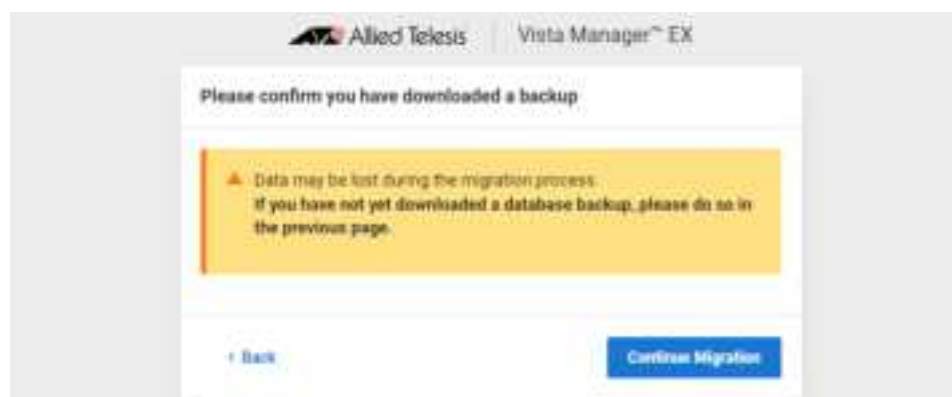 Allied Telesis Vista Manager™ EX
Please confirm you have downloaded a backup
Data may be lost during the migration process
If you have not yet downloaded a database backup, please do so in
the previous page.
‹ Back Continue Migration